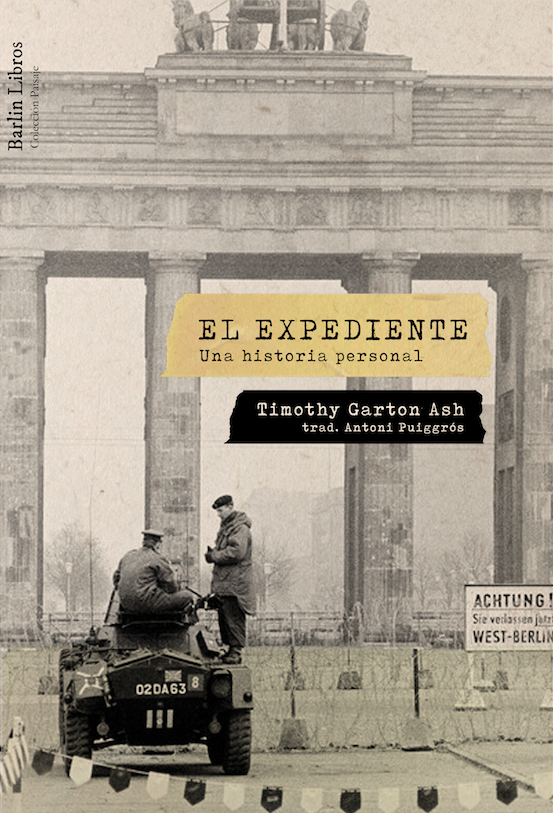 Barlin Libros
Colección Paisaje
EL EXPEDIENTE
Una historia personal
Timothy Garton Ash
trad. Antoni Puiggrós
ACHTUNG!
Sie verlassen jetzt
WEST-BERLIN
02DA63
8